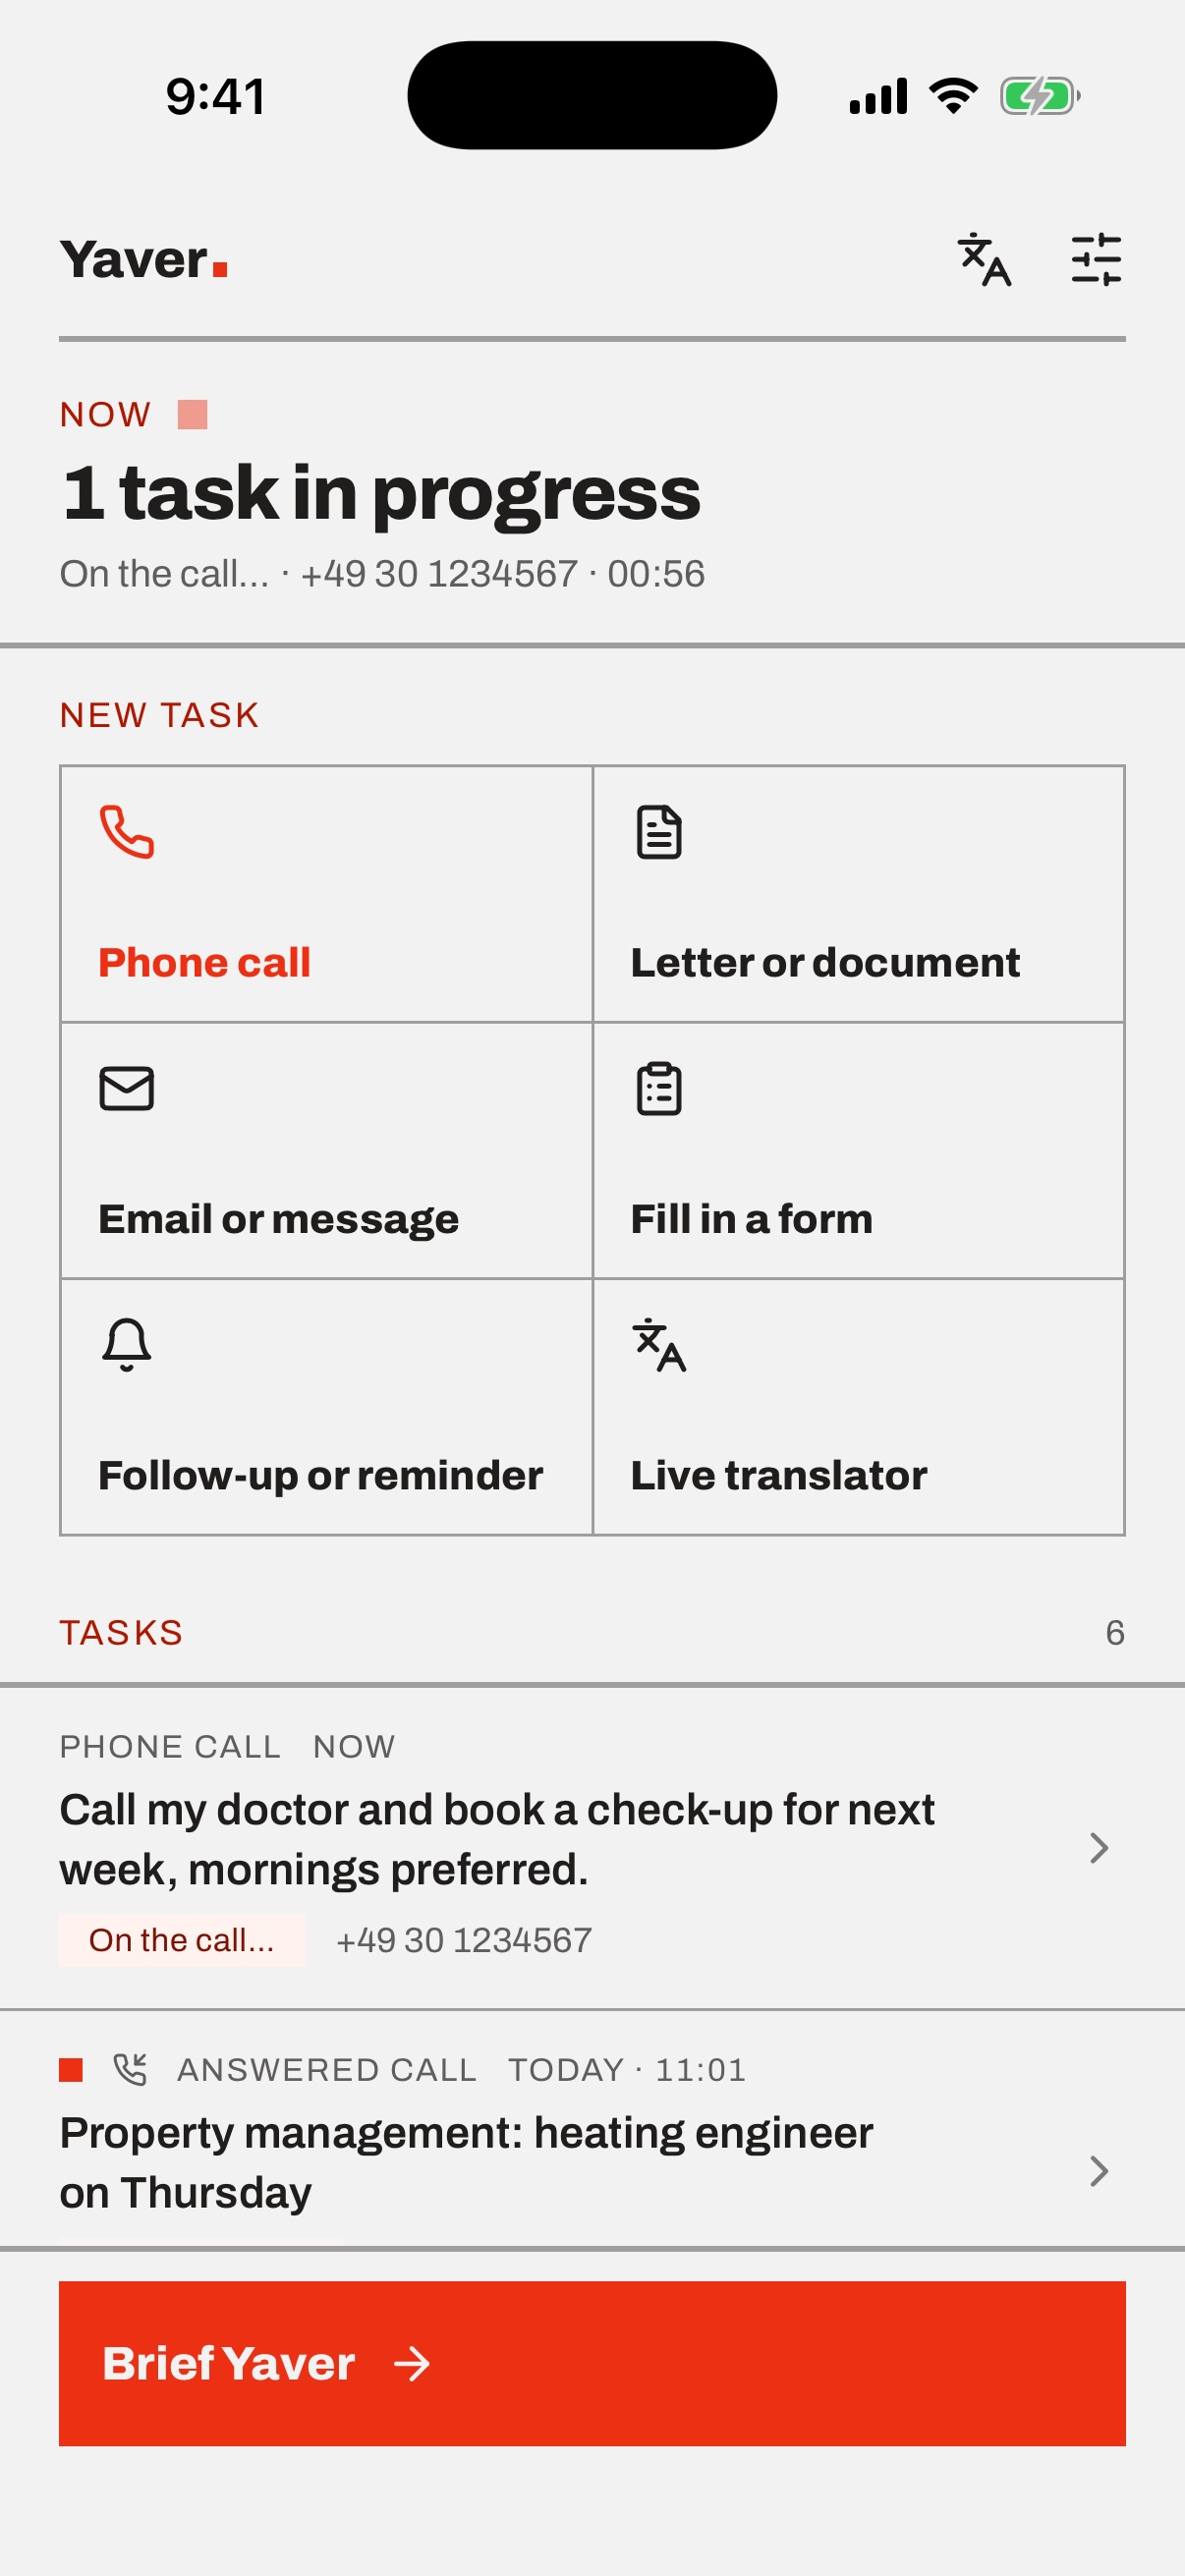 9:41
Yaver.
NOW
1 task in progress
On the call... · +49 30 1234567 · 00:56
NEW TASK
Phone call
Letter or document
Email or message
Fill in a form
Follow-up or reminder
Live translator
TASKS 6
PHONE CALL NOW
Call my doctor and book a check-up for next
week, mornings preferred.
On the call... +49 30 1234567
ANSWERED CALL TODAY · 11:01
Property management: heating engineer
on Thursday
Brief Yaver →